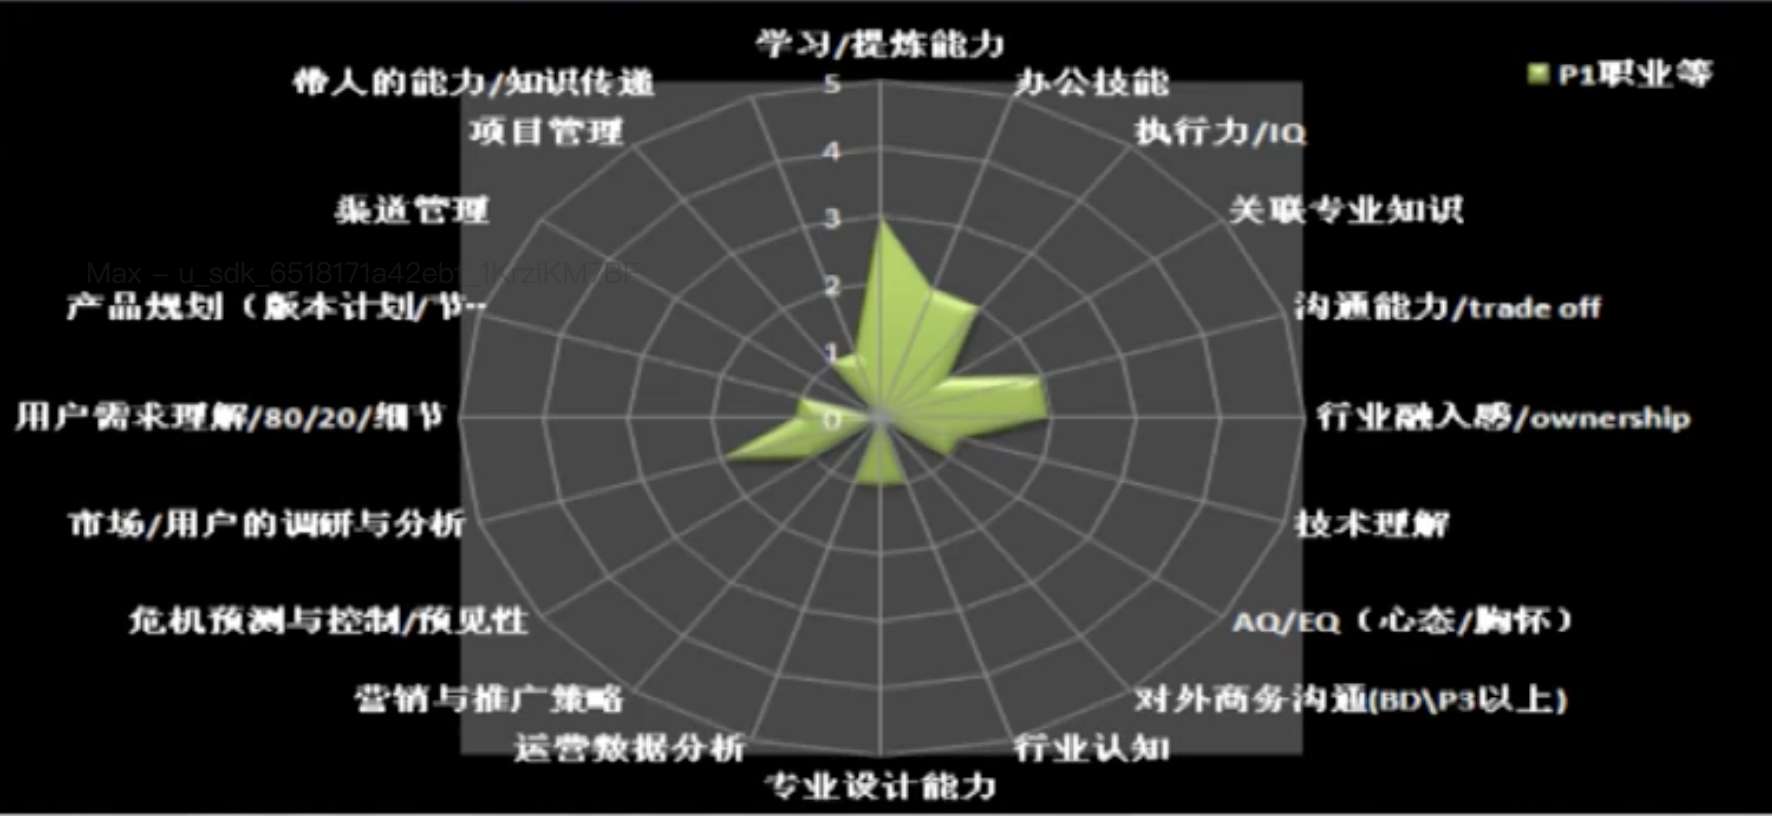 学习/提炼能力
办公技能
执行力/IQ
关联专业知识
沟通能力/trade off
行业融入感/ownership
技术理解
AQ/EQ（心态/胸怀）
对外商务沟通(BD\P3以上)
行业认知
专业设计能力
运营数据分析
营销与推广策略
危机预测与控制/预见性
市场/用户的调研与分析
用户需求理解/80/20/细节
产品规划（版本计划/节…
渠道管理
项目管理
带人的能力/知识传递
5
4
3
2
1
0
P1职业等